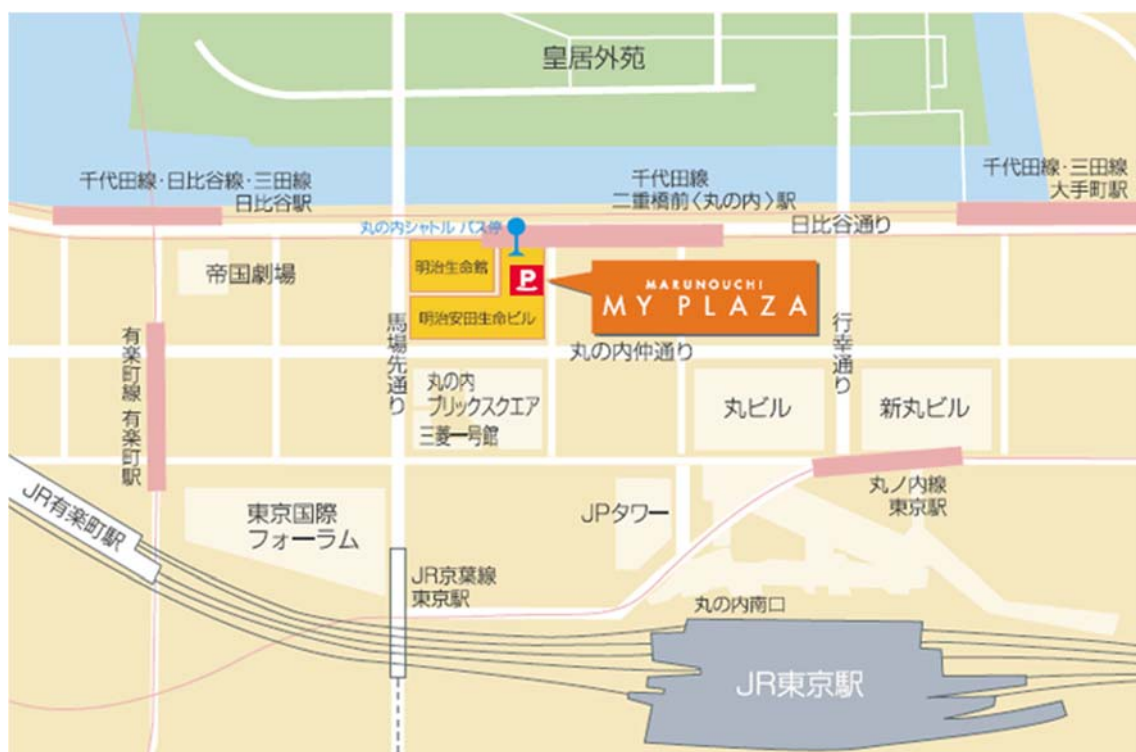 皇居外苑
千代田線・日比谷線・三田線
日比谷駅
千代田線
二重橋前〈丸の内〉駅
千代田線・三田線
大手町駅
日比谷通り
丸の内シャトル バス停
帝国劇場
明治生命館
P
MARUNOUCHI
MY PLAZA
明治安田生命ビル
有楽町線 有楽町駅
馬場先通り
丸の内仲通り
行幸通り
丸の内
ブリックスクエア
三菱一号館
丸ビル
新丸ビル
JR有楽町駅
東京国際
フォーラム
JPタワー
丸ノ内線
東京駅
JR京葉線
東京駅
丸の内南口
JR東京駅